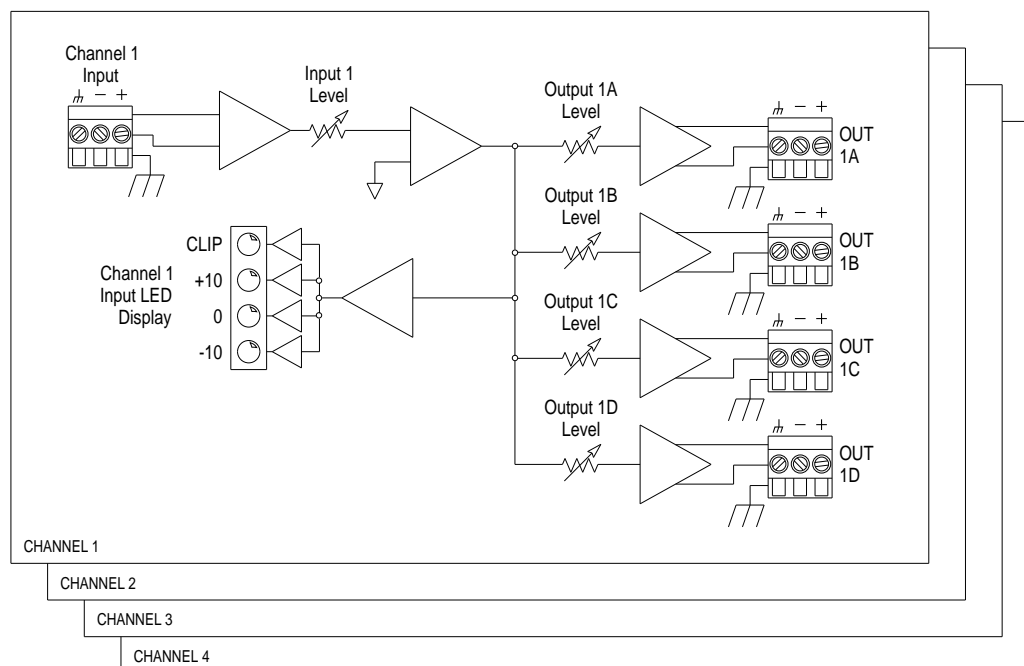 Channel 1
Input
− +
Input 1
Level
Output 1A
Level
− +
OUT
1A
Output 1B
Level
− +
OUT
1B
Channel 1
Input LED
Display
CLIP
+10
0
-10
Output 1C
Level
− +
OUT
1C
Output 1D
Level
− +
OUT
1D
CHANNEL 1
CHANNEL 2
CHANNEL 3
CHANNEL 4